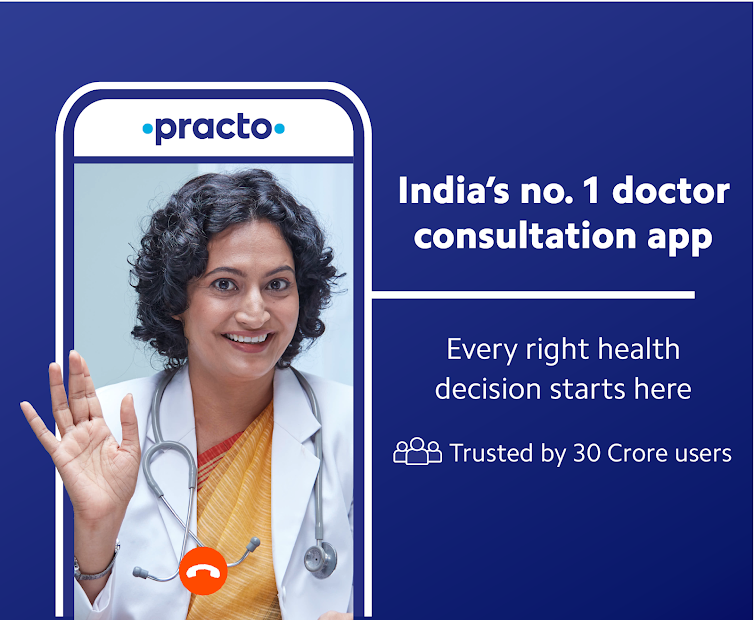 practo
India's no. 1 doctor
consultation app
Every right health
decision starts here
Trusted by 30 Crore users